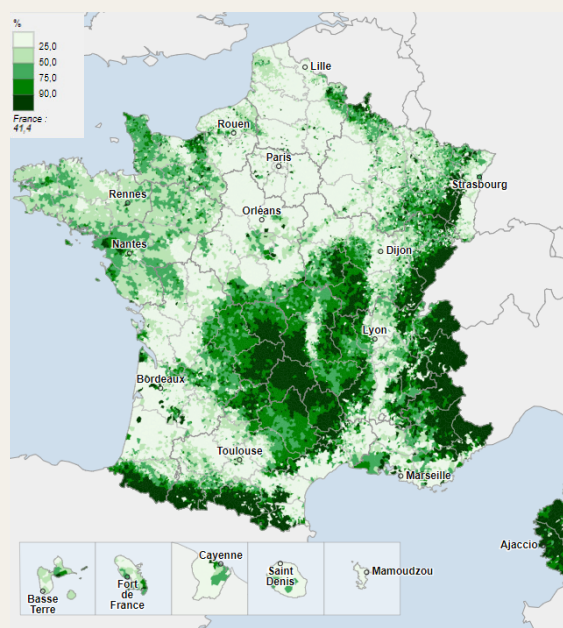 %
25,0
50,0
75,0
90,0
France :
41,4
Lille
Rouen
Paris
Strasbourg
Rennes
Orléans
Nantes
Dijon
Lyon
Bordeaux
Toulouse
Marseille
Ajaccio
Cayenne
Saint
Denis
Mamoudzou
Fort
de
France
Basse
Terre